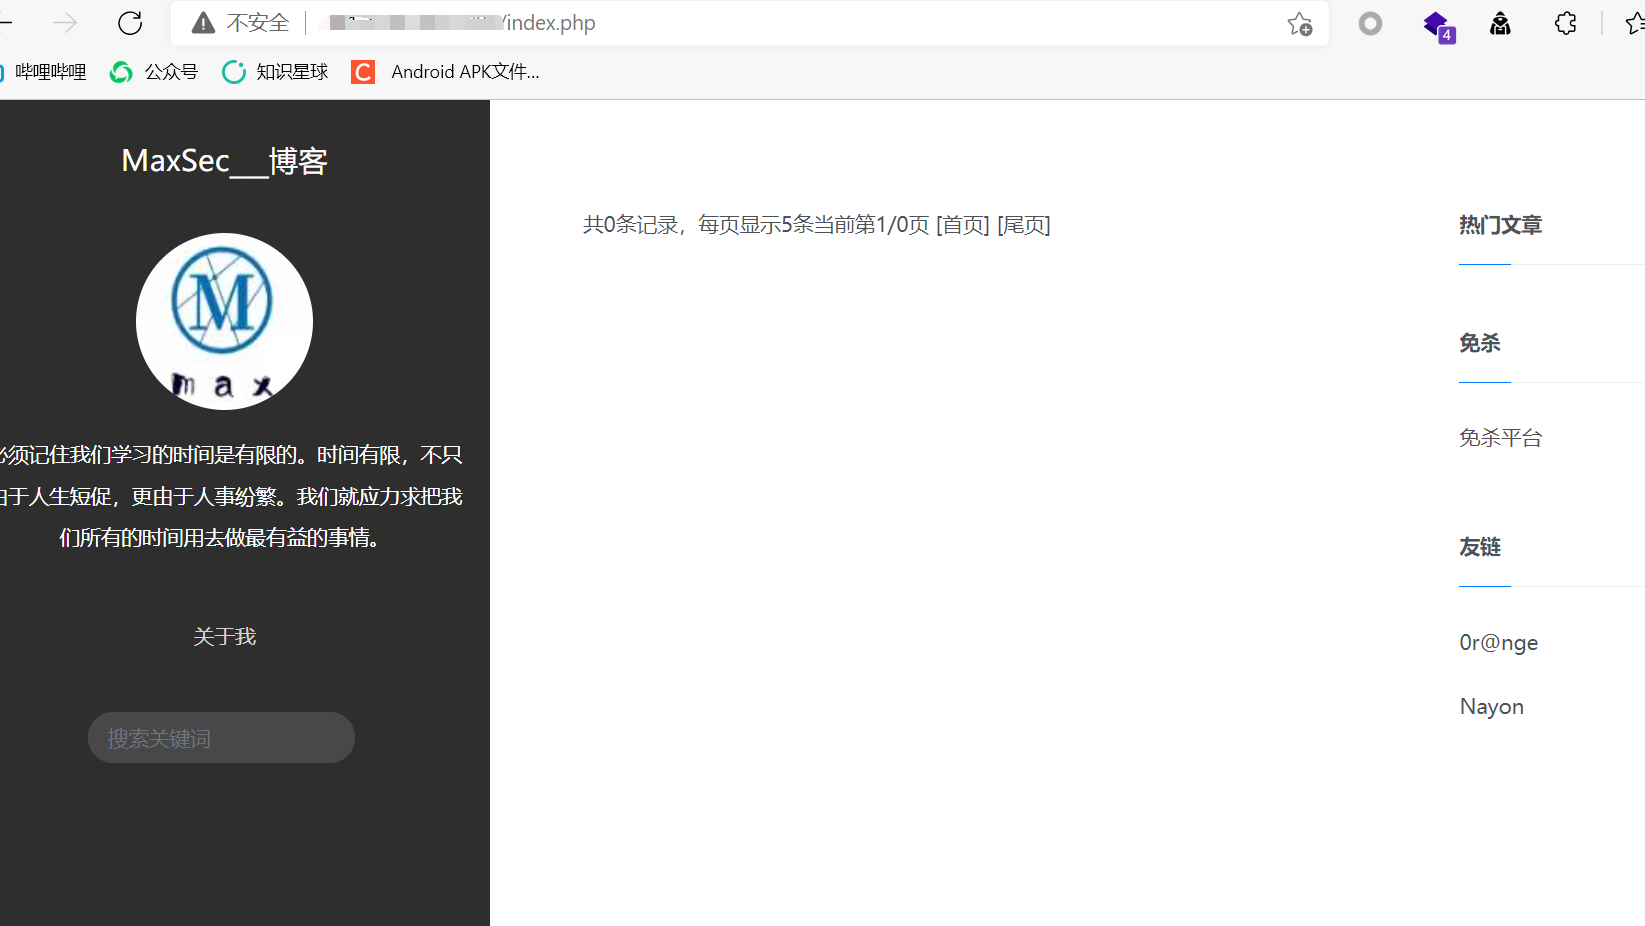 不安全
/index.php
4
哔哩哔哩
公众号
知识星球
C
Android APK文件...
MaxSec___博客
M
max
必须记住我们学习的时间是有限的。时间有限，不只
由于人生短促，更由于人事纷繁。我们就应力求把我
们所有的时间用去做最有益的事情。
关于我
搜索关键词
共0条记录，每页显示5条当前第1/0页 [首页] [尾页]
热门文章
免杀
免杀平台
友链
0r@nge
Nayon